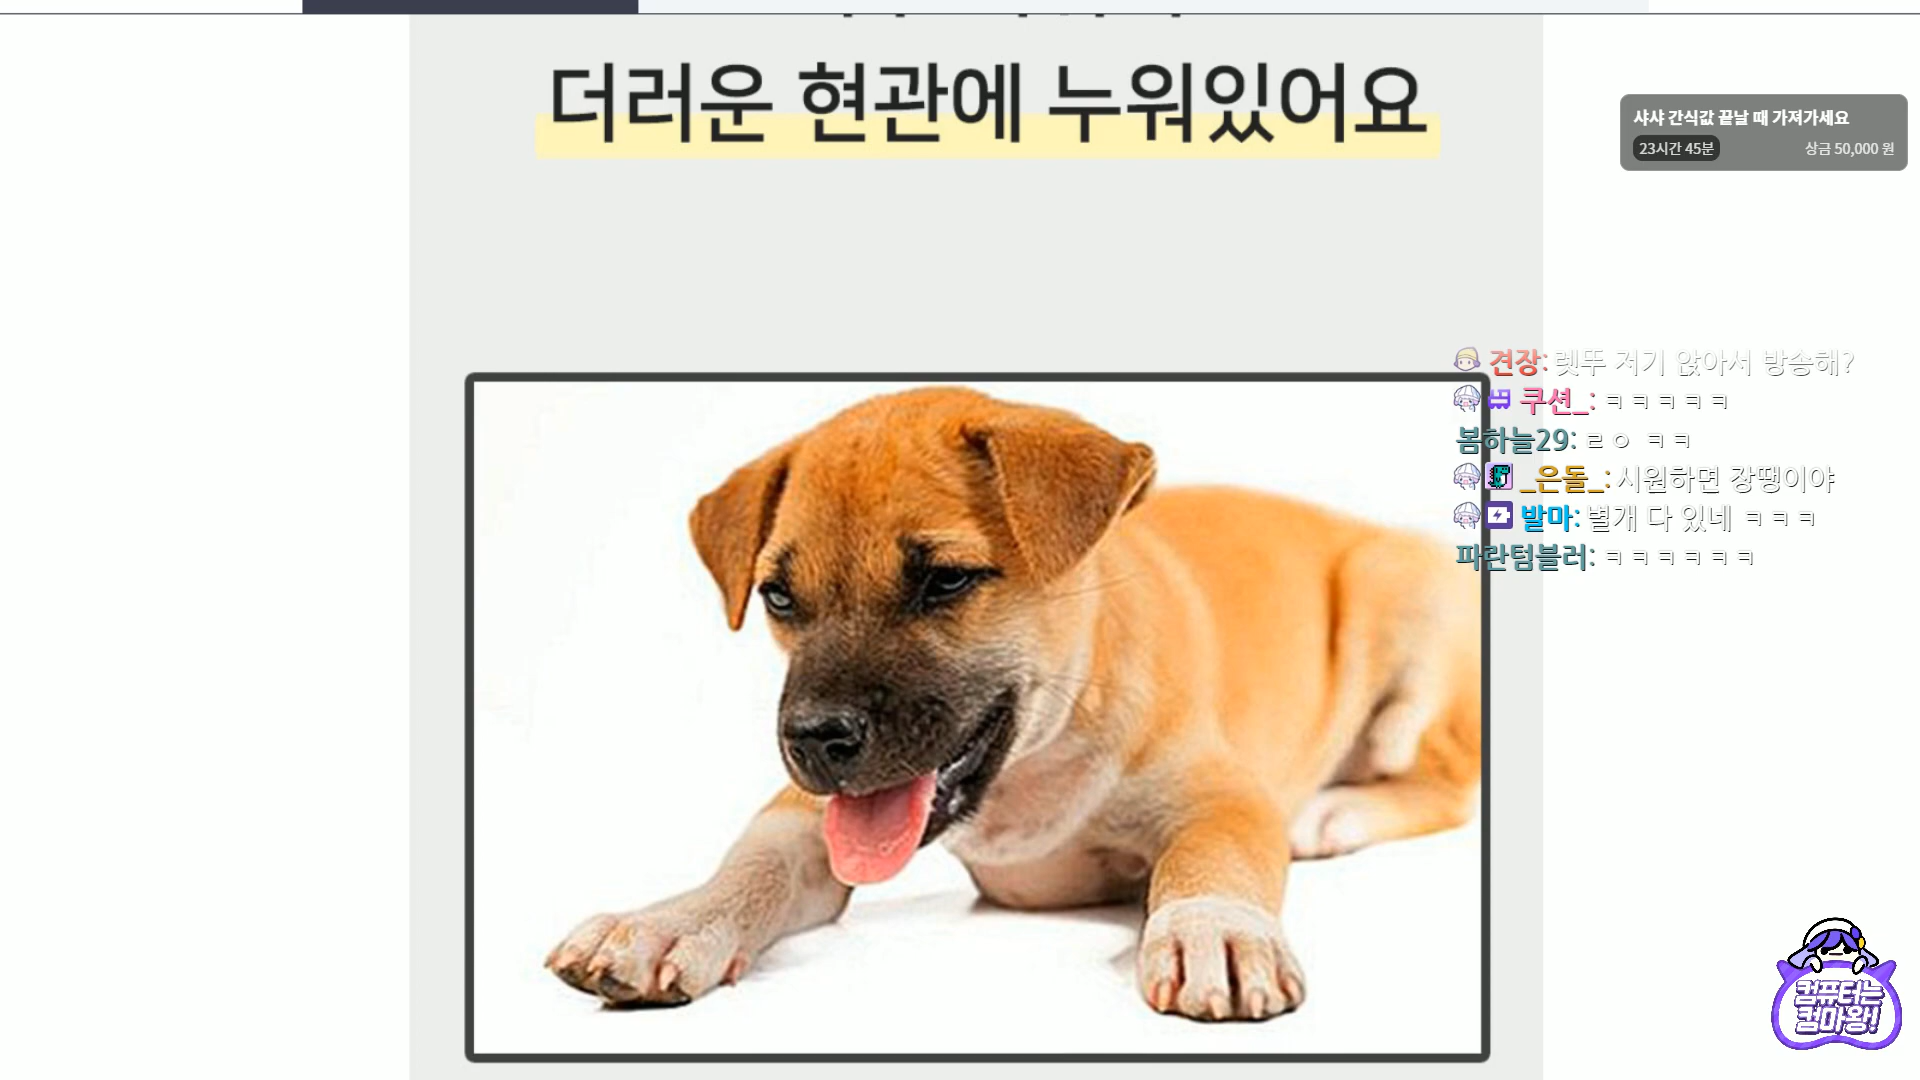 더러운 현관에 누워있어요
샤샤 간식값 끝날 때 가져가세요
23시간 45분
상금 50,000 원
견장: 렛뚜 저기 앉아서 방송해?
쿠션_: ㅋㅋㅋㅋㅋ
봄하늘29: ㄹㅇ ㅋㅋ
_은돌_: 시원하면 장땡이야
발마: 별개 다 있네 ㅋㅋㅋ
파란텀블러: ㅋㅋㅋㅋㅋㅋ
컴퓨터는
컴마왕!